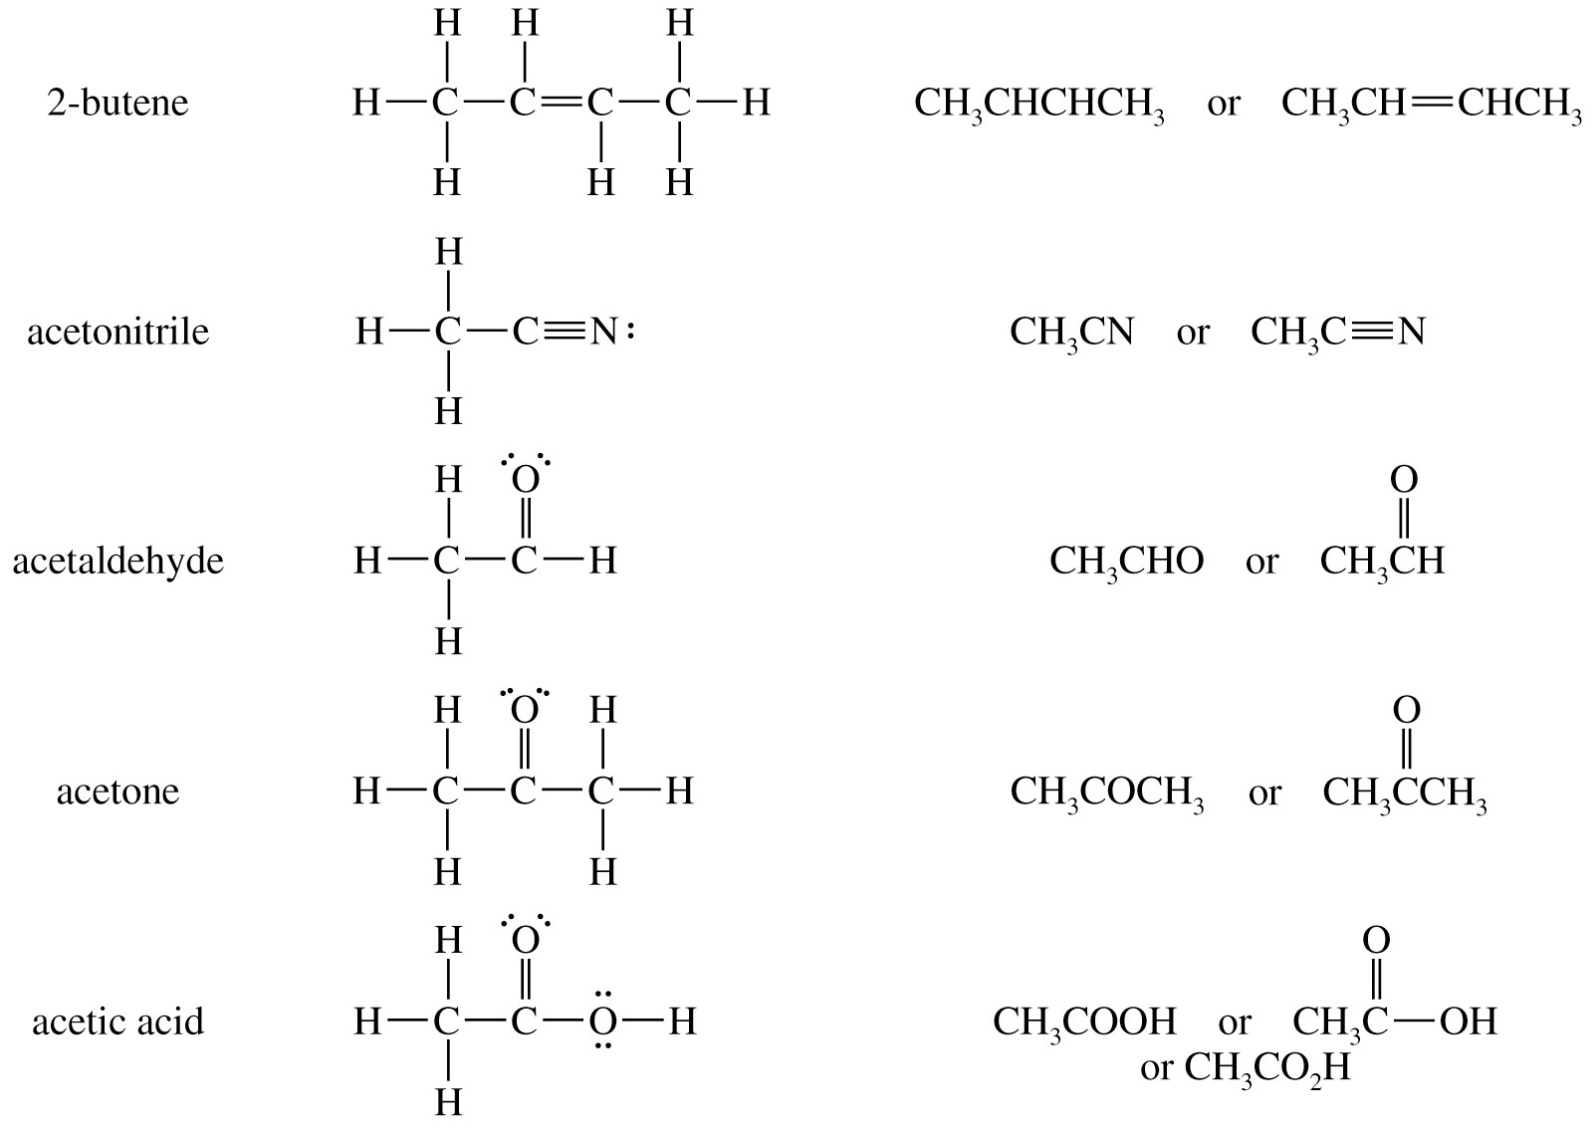 H H H
2-butene H—C—C=C—C—H CH₃CHCHCH₃ or CH₃CH=CHCH₃
H H H
H
acetonitrile H—C—C≡N: CH₃CN or CH₃C≡N
H
H O O
acetaldehyde H—C—C—H CH₃CHO or CH₃CH
H
H O H O
acetone H—C—C—C—H CH₃COCH₃ or CH₃CCH₃
H H
H O O
acetic acid H—C—C—O—H CH₃COOH or CH₃C—OH
or CH₃CO₂H
H